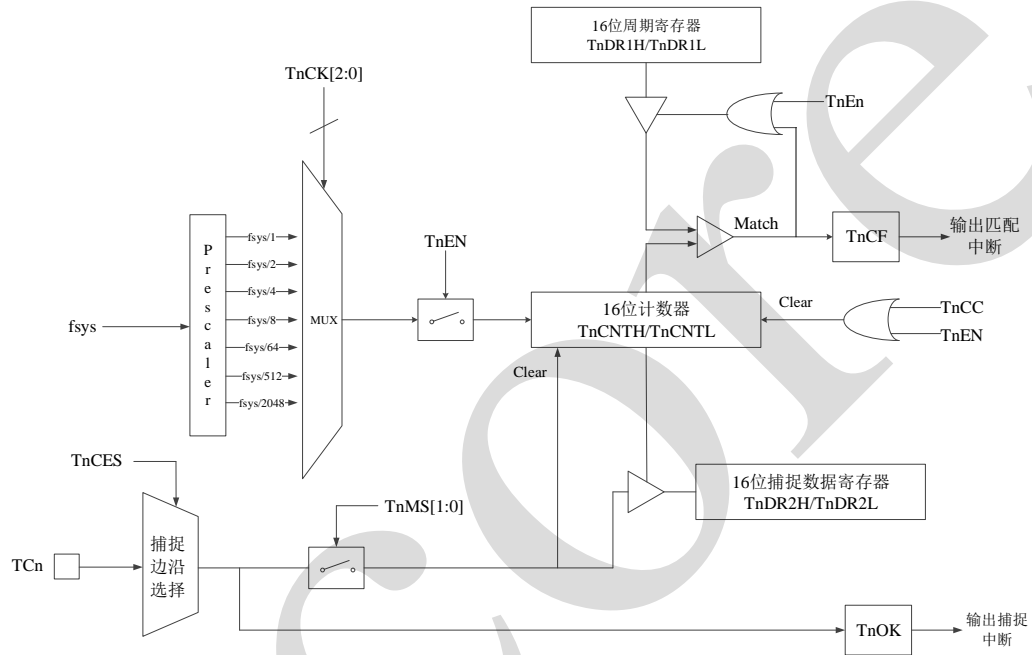 16位周期寄存器
TnDR1H/TnDR1L
TnCK[2:0]
TnEn
Prescaler
fsys/1
fsys/2
fsys/4
fsys/8
fsys/64
fsys/512
fsys/2048
fsys
MUX
TnEN
Match
TnCF
输出匹配
中断
16位计数器
TnCNTH/TnCNTL
Clear
TnCC
TnEN
Clear
TnCES
TnMS[1:0]
16位捕捉数据寄存器
TnDR2H/TnDR2L
TCn
捕捉
边沿
选择
TnOK
输出捕捉
中断
core